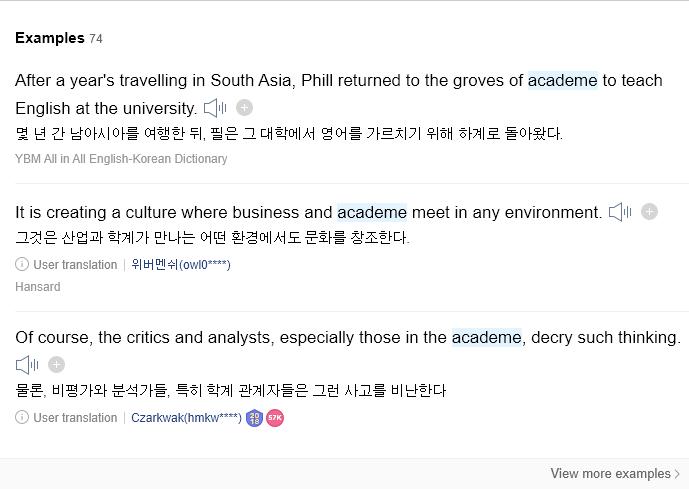 Examples 74
After a year's travelling in South Asia, Phill returned to the groves of academe to teach
English at the university.
몇 년 간 남아시아를 여행한 뒤, 필은 그 대학에서 영어를 가르치기 위해 하계로 돌아왔다.
YBM All in All English-Korean Dictionary
It is creating a culture where business and academe meet in any environment.
그것은 산업과 학계가 만나는 어떤 환경에서도 문화를 창조한다.
User translation | 위버멘쉬(owl0****)
Hansard
Of course, the critics and analysts, especially those in the academe, decry such thinking.
물론, 비평가와 분석가들, 특히 학계 관계자들은 그런 사고를 비난한다
User translation | Czarkwak(hmkw****) 2018 57K
View more examples >